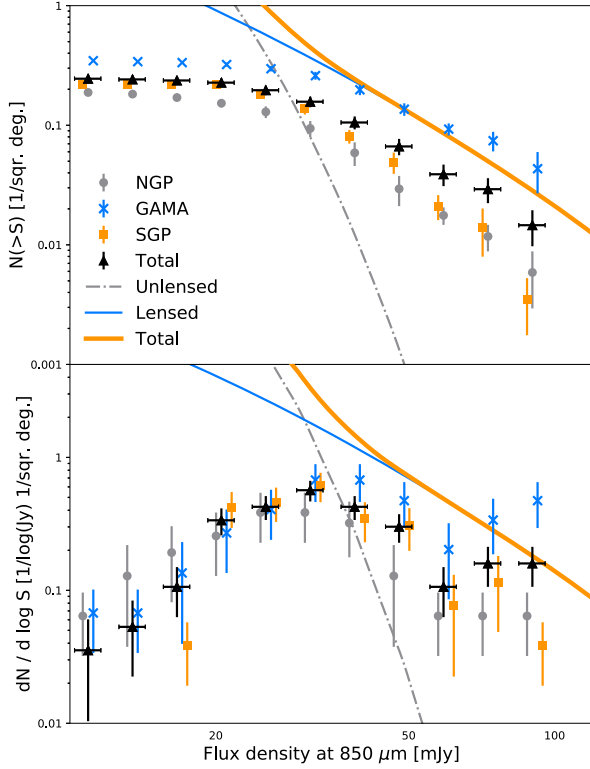 1
0.1
0.01
0.001
N(>S) [1/sqr. deg.]
NGP
GAMA
SGP
Total
Unlensed
Lensed
Total
1
0.1
0.01
dN / d log S [1/log(Jy) 1/sqr. deg.]
20
50
100
Flux density at 850 μm [mJy]